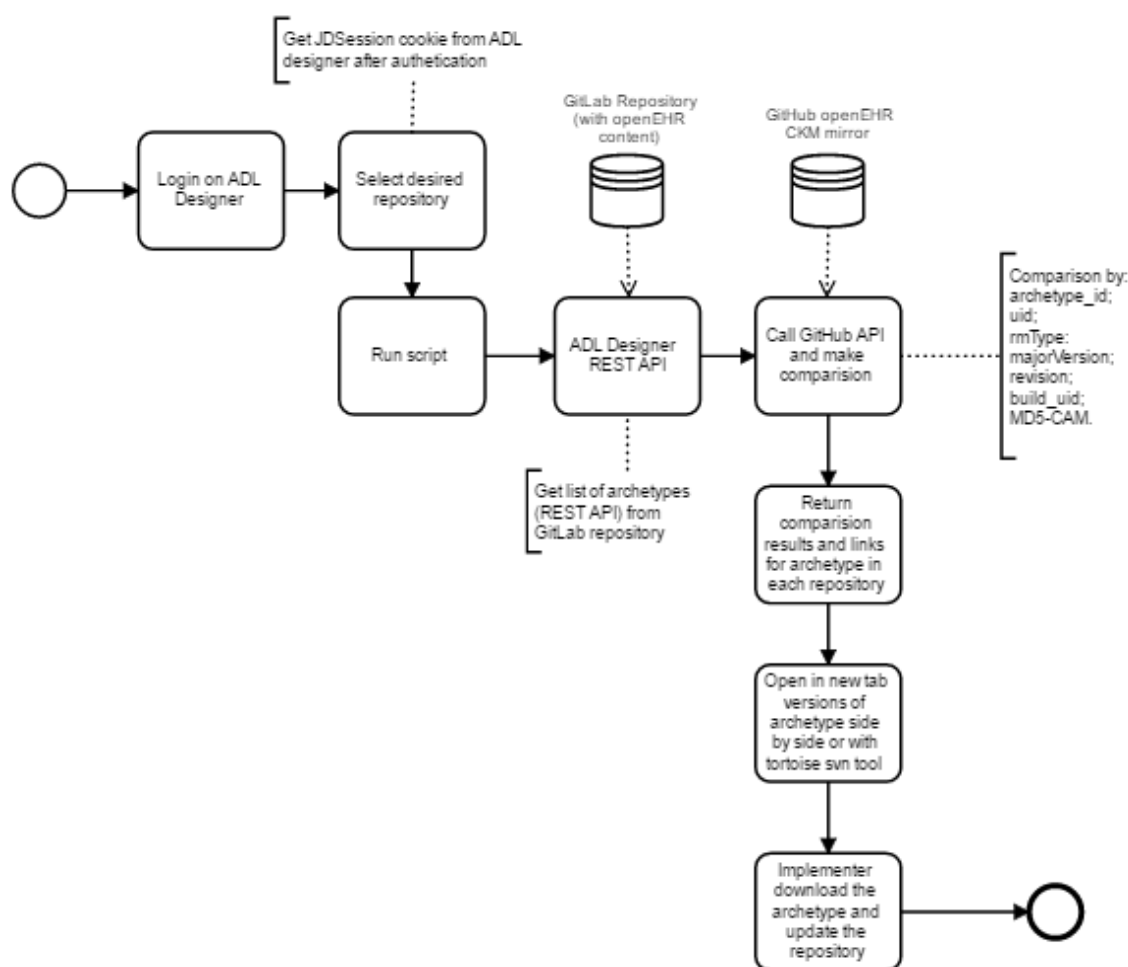 Get JDSession cookie from ADL
designer after authetication
GitLab Repository
(with openEHR
content)
GitHub openEHR
CKM mirror
Login on ADL
Designer
Select desired
repository
Run script
ADL Designer
REST API
Call GitHub API
and make
comparision
Comparison by:
archetype_id;
uid;
rmType:
majorVersion;
revision;
build_uid;
MD5-CAM.
Get list of archetypes
(REST API) from
GitLab repository
Return
comparision
results and links
for archetype in
each repository
Open in new tab
versions of
archetype side
by side or with
tortoise svn tool
Implementer
download the
archetype and
update the
repository